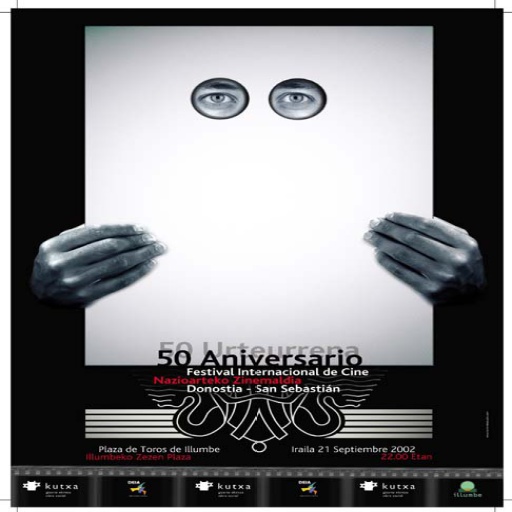 50 Urteurrena
50 Aniversario
Festival Internacional de Cine
Nazioarteko Zinemaldia
Donostia - San Sebastián
Plaza de Toros de Illumbe
Iraila 21 Septiembre 2002
Illumbeko Zezen Plaza
22.00 Etan
kutxa
kutxa
kutxa
illumbe